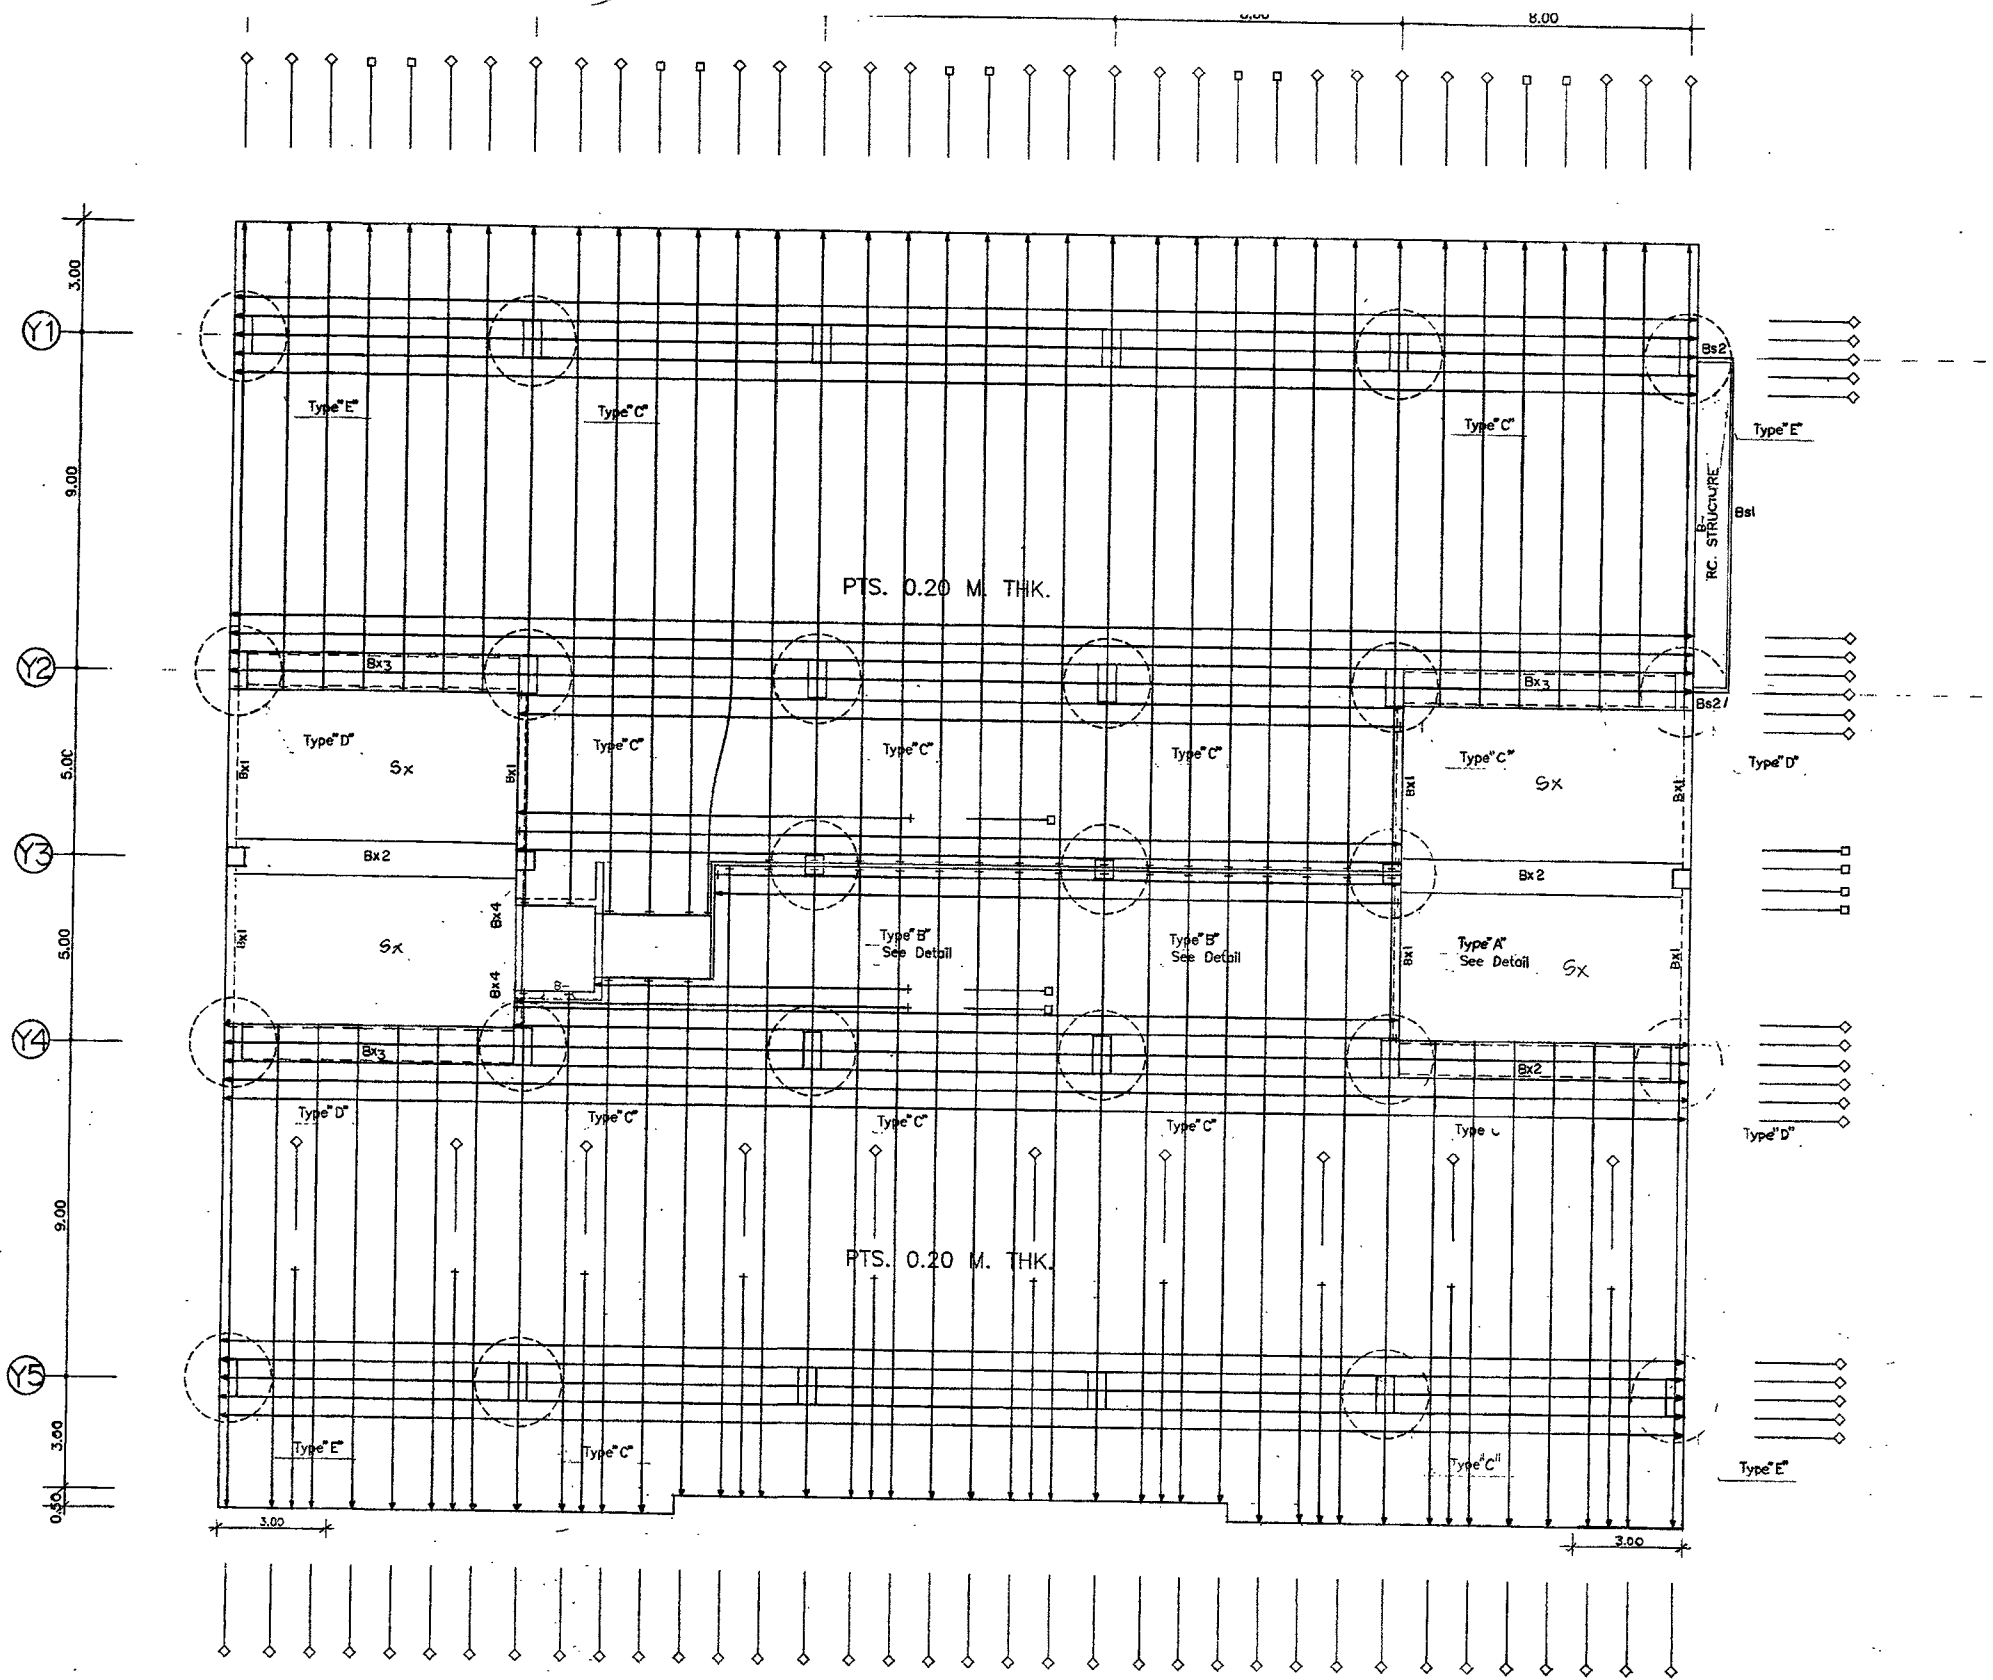 8.00
3.00
Y1
Bs2
Type"E"
Type"C"
Type"C"
Type"E"
9.00
RC. STRUCTURE
B-
Bs1
PTS. 0.20 M. THK.
Y2
Bx3
Bx3
Bs2
Type"D"
Type"C"
Type"C"
Type"C"
Type"C"
Type"D"
5.00
Bx1
Sx
Bx1
Bx1
Sx
Bx1
Y3
Bx2
Bx2
5.00
Bx1
Sx
Bx4
Bx4
B-
Type"B"
See Detail
Type"B"
See Detail
Bx1
Type"A"
See Detail
Sx
Bx1
Y4
Bx3
Bx2
Type"D"
Type"C"
Type"C"
Type"C"
Type
Type"D"
9.00
PTS. 0.20 M. THK.
Y5
3.00
Type"E"
Type"C"
Type"C"
Type"E"
0.50
3.00
3.00